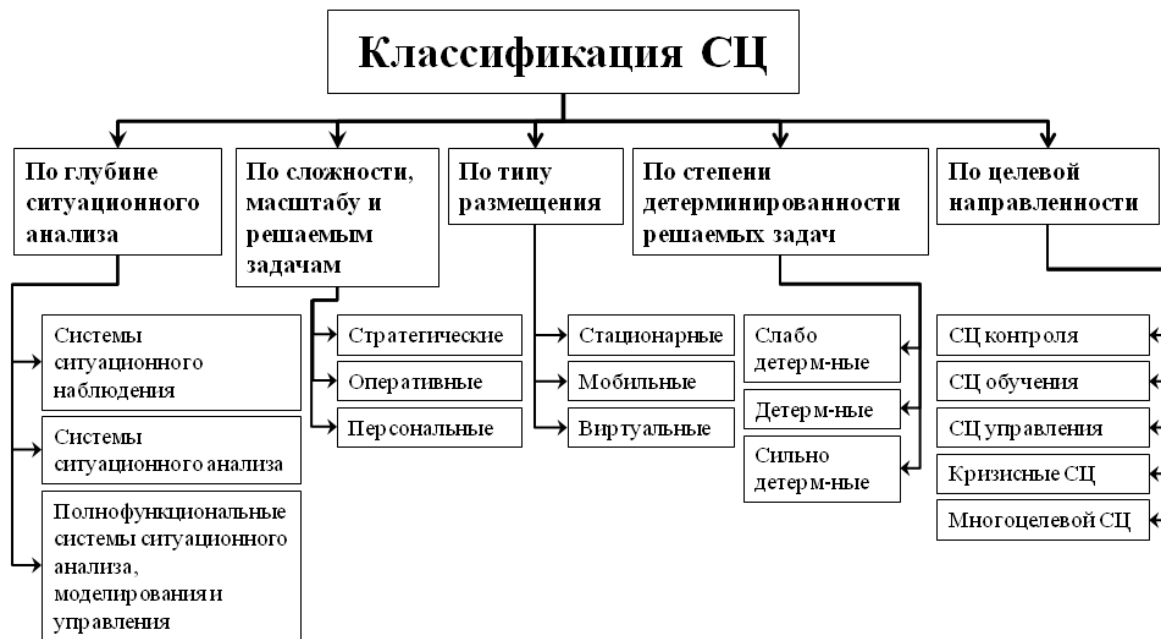 Классификация СЦ
По глубине
ситуационного
анализа
По сложности,
масштабу и
решаемым
задачам
По типу
размещения
По степени
детерминированности
решаемых задач
По целевой
направленности
Системы
ситуационного
наблюдения
Системы
ситуационного анализа
Полнофункциональные
системы ситуационного
анализа,
моделирования и
управления
Стратегические
Оперативные
Персональные
Стационарные
Мобильные
Виртуальные
Слабо
детерм-ные
Детерм-ные
Сильно
детерм-ные
СЦ контроля
СЦ обучения
СЦ управления
Кризисные СЦ
Многоцелевой СЦ